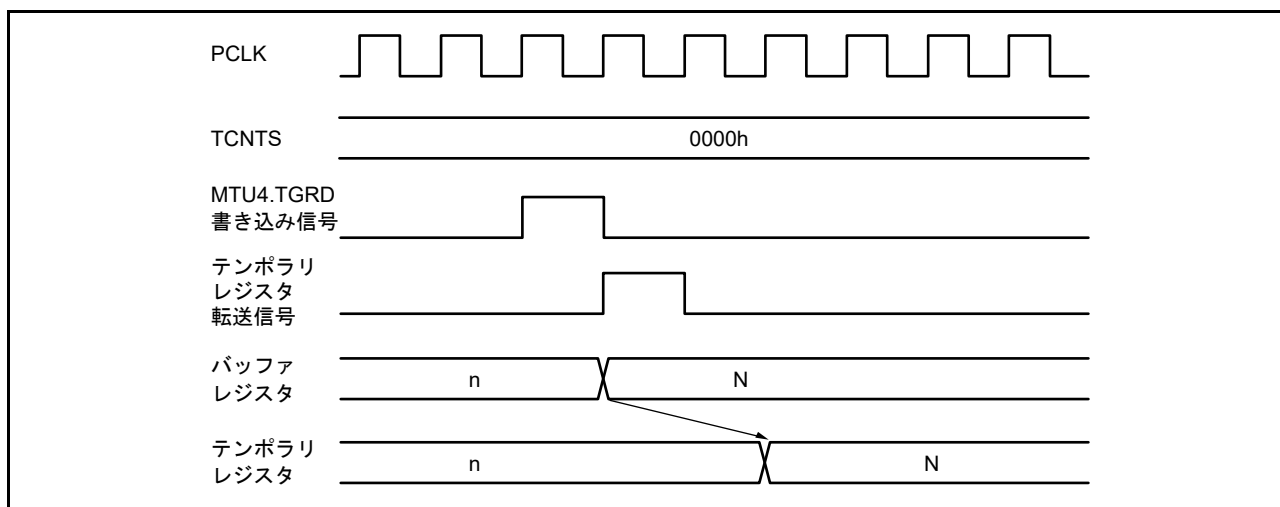 PCLK
TCNTS
0000h
MTU4.TGRD
書き込み信号
テンポラリ
レジスタ
転送信号
バッファ
レジスタ
n
N
テンポラリ
レジスタ
n
N